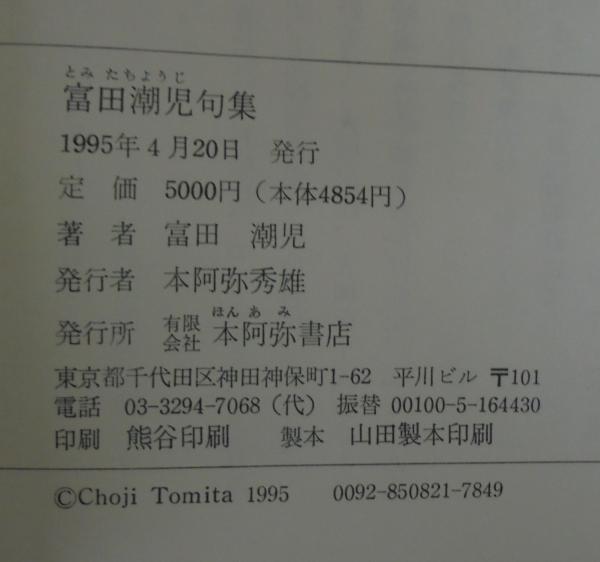 とみ たちようじ
富田潮児句集
1995年4月20日 発行
定 価 5000円（本体4854円）
著 者 富田 潮児
発行者 本阿弥秀雄
ほん あ み
発行所 有限会社 本阿弥書店
東京都千代田区神田神保町1-62 平川ビル 〒101
電話 03-3294-7068（代） 振替 00100-5-164430
印刷 熊谷印刷 製本 山田製本印刷
©Choji Tomita 1995 0092-850821-7849